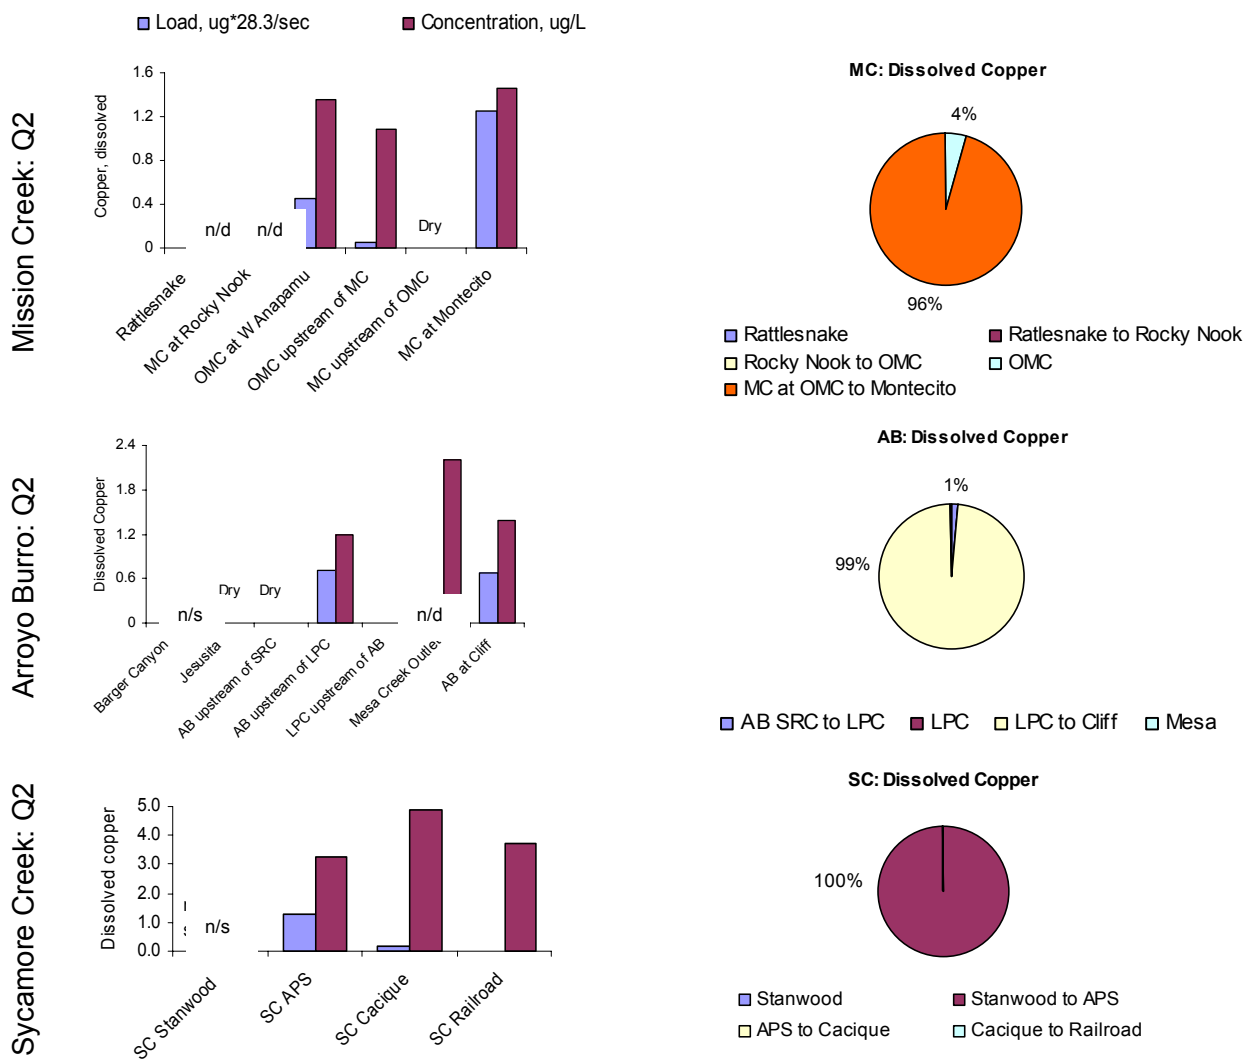 Load, ug*28.3/sec
Concentration, ug/L
Mission Creek: Q2
Copper, dissolved
1.6
1.2
0.8
0.4
0
n/d
n/d
Dry
Rattlesnake
MC at Rocky Nook
OMC at W Anapamu
OMC upstream of MC
MC upstream of OMC
MC at Montecito
MC: Dissolved Copper
4%
96%
Rattlesnake
Ratlesnake to Rocky Nook
Rocky Nook to OMC
OMC
MC at OMC to Montecito
Arroyo Burro: Q2
Dissolved Copper
2.4
1.8
1.2
0.6
0
n/s
Dry
Dry
n/d
Barger Canyon
Jesusita
AB upstream of SRC
AB upstream of LPC
LPC upstream of AB
Mesa Creek Outlet
AB at Cliff
AB: Dissolved Copper
1%
99%
AB SRC to LPC
LPC
LPC to Cliff
Mesa
Sycamore Creek: Q2
Dissolved copper
5.0
4.0
3.0
2.0
1.0
0.0
n/s
SC Stanwood
SC APS
SC Cacique
SC Railroad
SC: Dissolved Copper
100%
Stanwood
Stanwood to APS
APS to Cacique
Cacique to Railroad